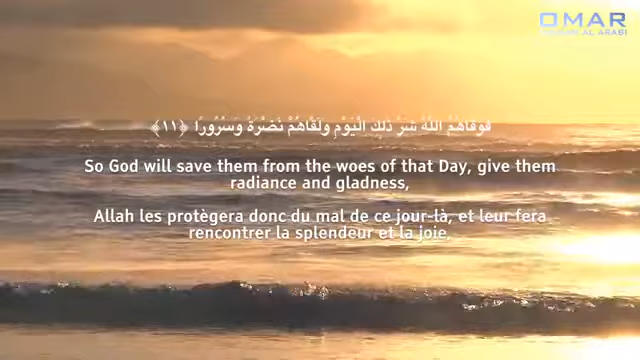 OMAR
فَوَقَاهُمُ اللَّهُ شَرَّ ذَٰلِكَ الْيَوْمِ وَلَقَّاهُمْ نَضْرَةً وَسُرُورًا ﴿١١﴾
So God will save them from the woes of that Day, give them
radiance and gladness,
Allah les protègera donc du mal de ce jour-là, et leur fera
rencontrer la splendeur et la joie,